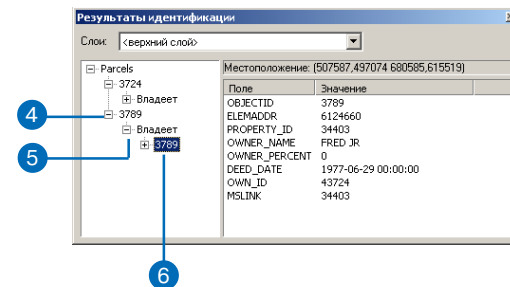 Результаты идентификации
Слои: <верхний слой>
Parcels
3724
Владеет
3789
Владеет
3789
Местоположение: (507587,497074 680585,615519)
Поле Значение
OBJECTID 3789
ELEMADDR 6124660
PROPERTY_ID 34403
OWNER_NAME FRED JR
OWNER_PERCENT 0
DEED_DATE 1977-06-29 00:00:00
OWN_ID 43724
MSLINK 34403
4
5
6